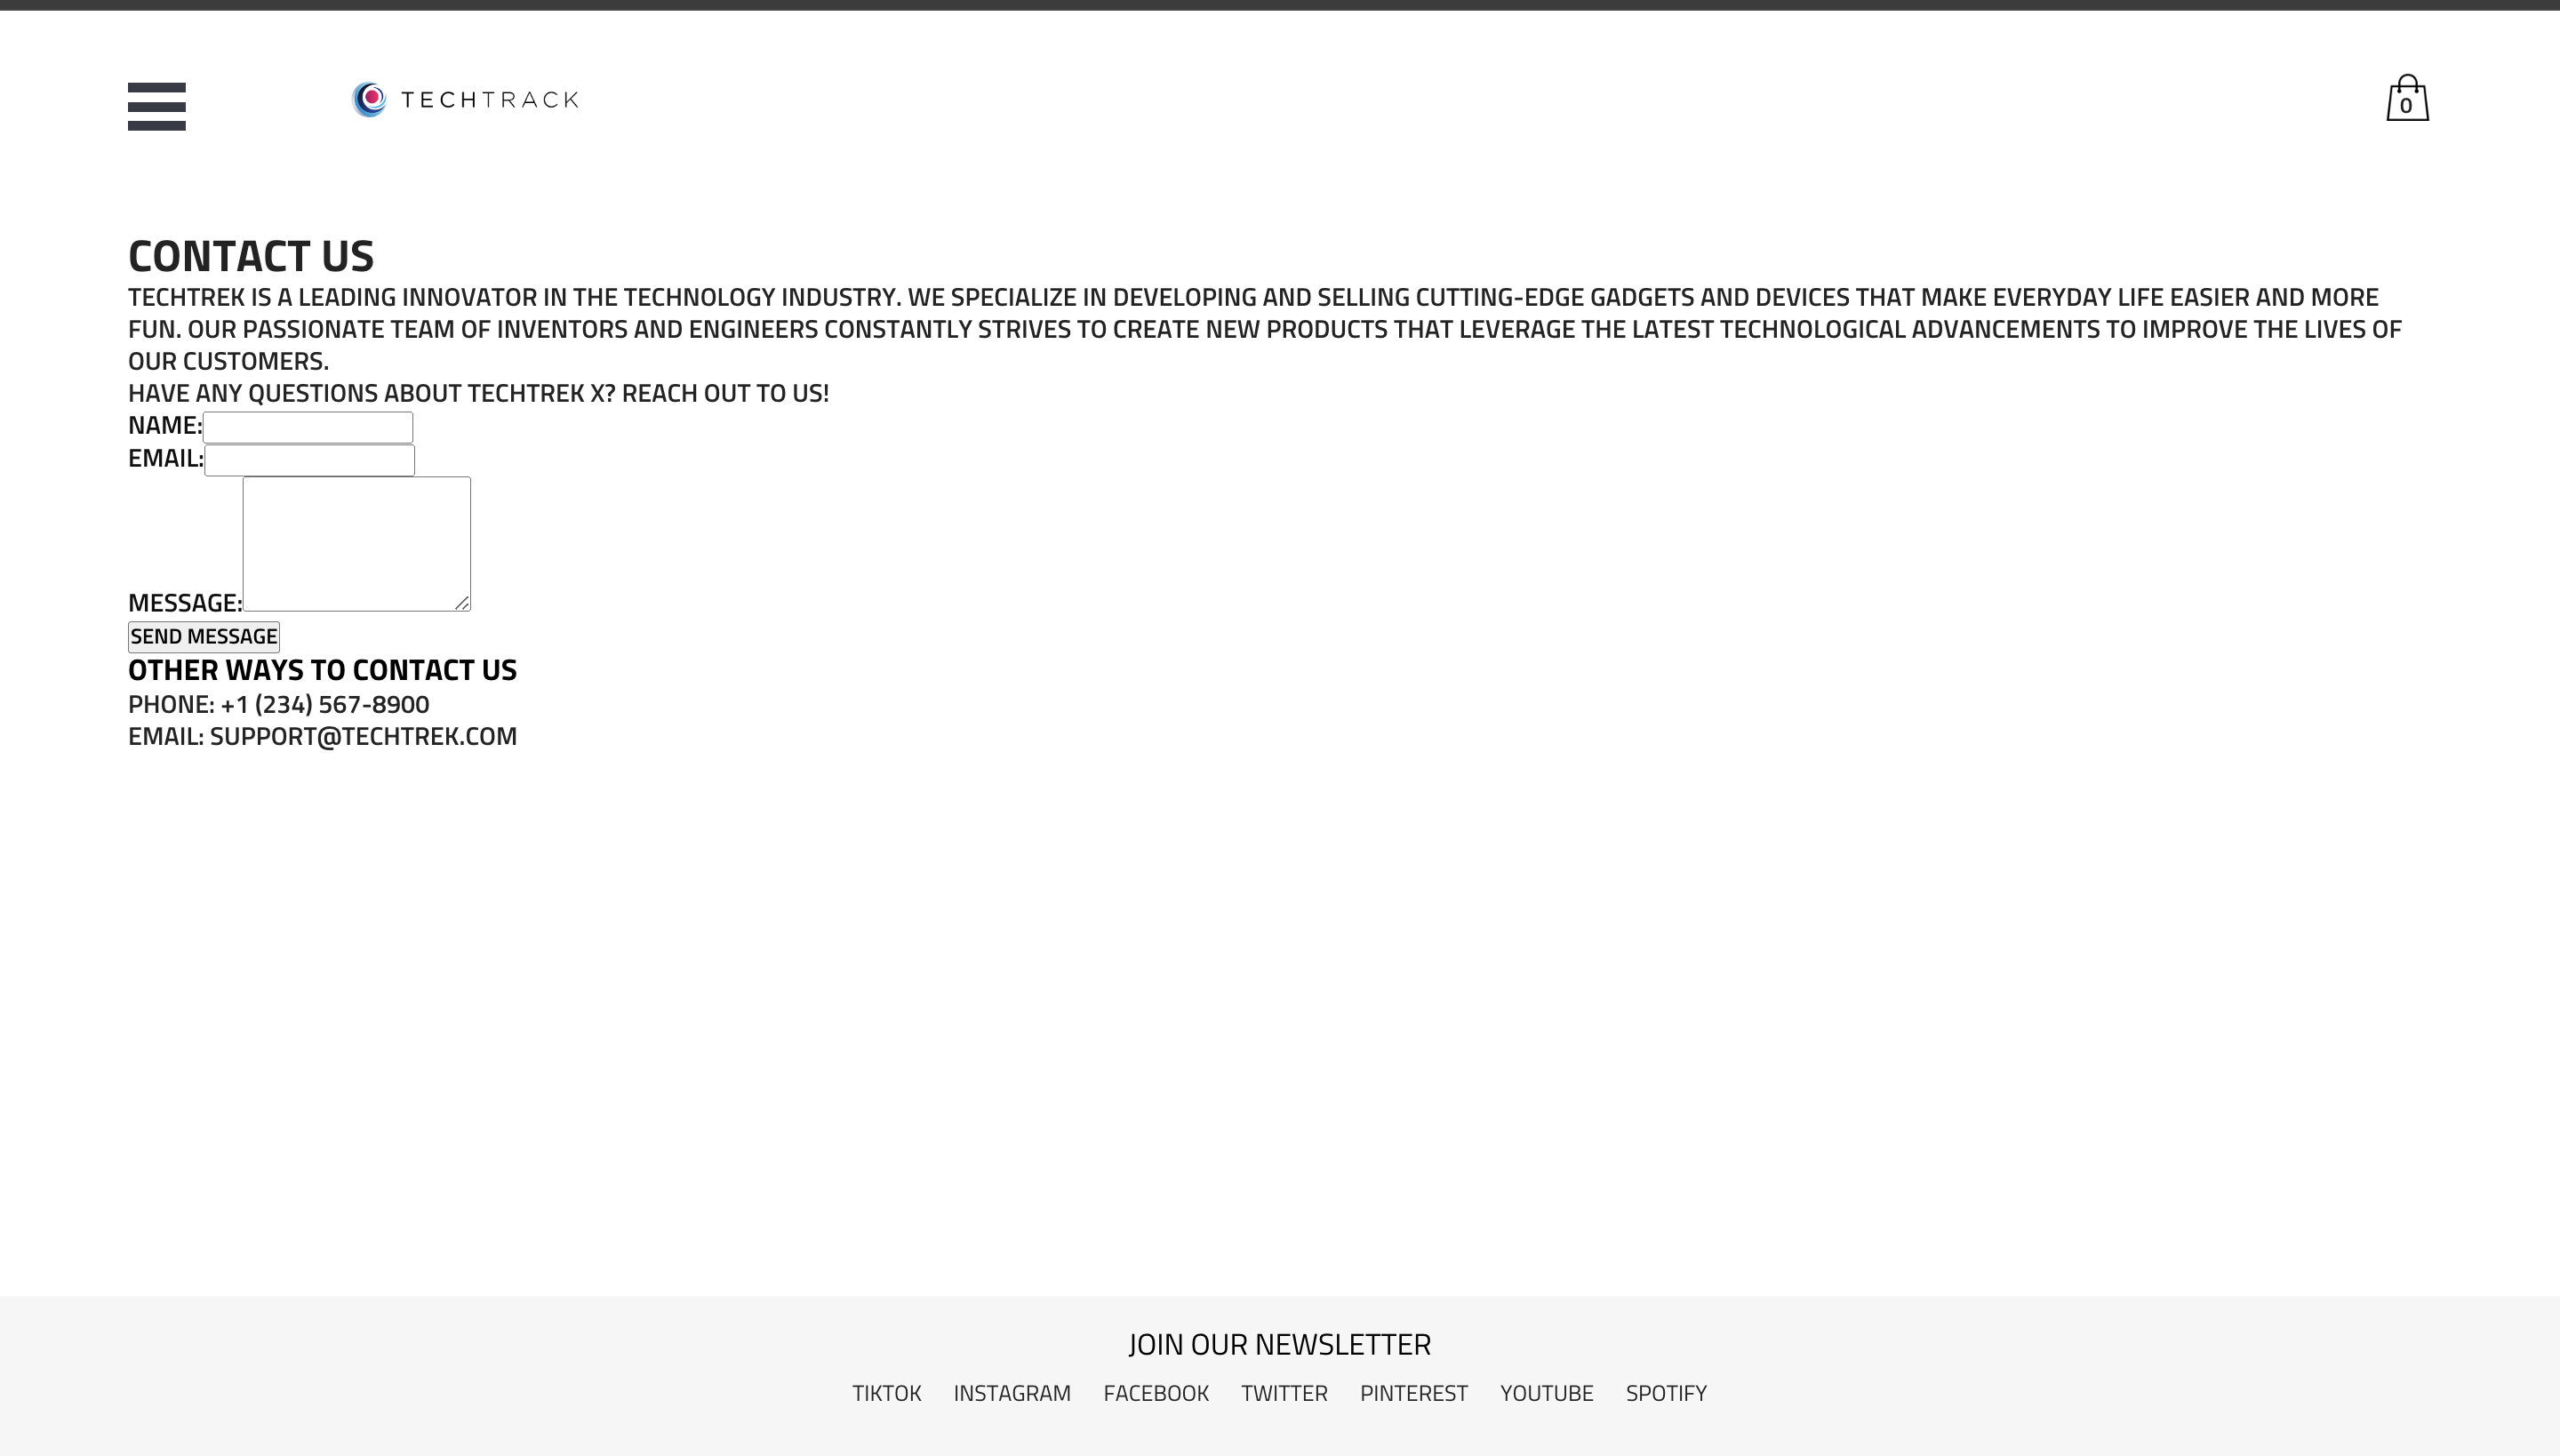 TECHTRACK
0
CONTACT US
TECHTREK IS A LEADING INNOVATOR IN THE TECHNOLOGY INDUSTRY. WE SPECIALIZE IN DEVELOPING AND SELLING CUTTING-EDGE GADGETS AND DEVICES THAT MAKE EVERYDAY LIFE EASIER AND MORE
FUN. OUR PASSIONATE TEAM OF INVENTORS AND ENGINEERS CONSTANTLY STRIVES TO CREATE NEW PRODUCTS THAT LEVERAGE THE LATEST TECHNOLOGICAL ADVANCEMENTS TO IMPROVE THE LIVES OF
OUR CUSTOMERS.
HAVE ANY QUESTIONS ABOUT TECHTREK X? REACH OUT TO US!
NAME:
EMAIL:
MESSAGE:
SEND MESSAGE
OTHER WAYS TO CONTACT US
PHONE: +1 (234) 567-8900
EMAIL: SUPPORT@TECHTREK.COM
JOIN OUR NEWSLETTER
TIKTOK INSTAGRAM FACEBOOK TWITTER PINTEREST YOUTUBE SPOTIFY